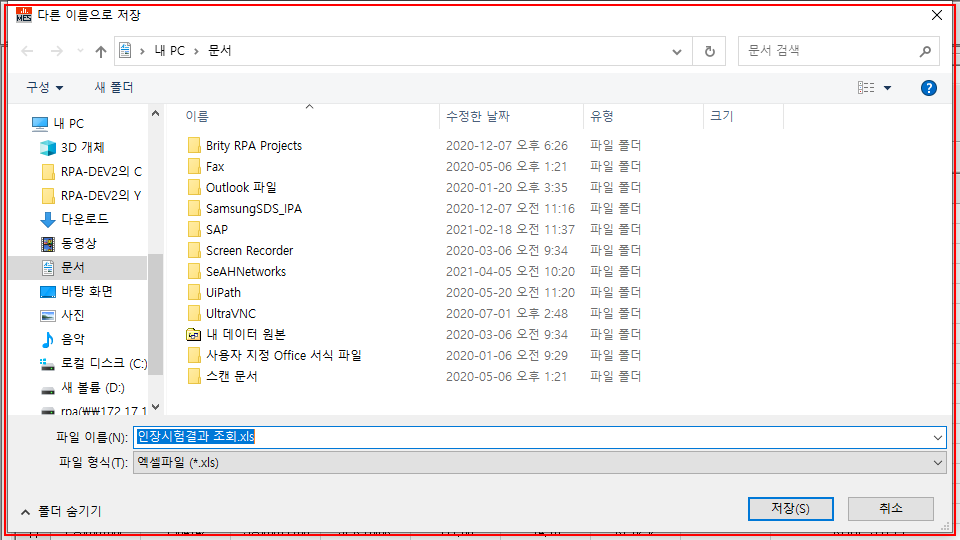 MES 다른 이름으로 저장
내 PC > 문서
문서 검색
구성 새 폴더
이름 수정한 날짜 유형 크기
내 PC
3D 개체
RPA-DEV2의 C
RPA-DEV2의 Y
다운로드
동영상
문서
바탕 화면
사진
음악
로컬 디스크 (C:)
새 볼륨 (D:)
rpa(₩₩172.17.1
Brity RPA Projects 2020-12-07 오후 6:26 파일 폴더
Fax 2020-05-06 오후 1:21 파일 폴더
Outlook 파일 2020-01-20 오후 3:35 파일 폴더
SamsungSDS_IPA 2020-12-07 오전 11:16 파일 폴더
SAP 2021-02-18 오전 11:37 파일 폴더
Screen Recorder 2020-03-06 오전 9:34 파일 폴더
SeAHNetworks 2021-04-05 오전 10:20 파일 폴더
UiPath 2020-05-20 오전 11:20 파일 폴더
UltraVNC 2020-07-01 오후 2:48 파일 폴더
내 데이터 원본 2020-03-06 오전 9:34 파일 폴더
사용자 지정 Office 서식 파일 2020-01-06 오전 9:29 파일 폴더
스캔 문서 2020-05-06 오후 1:21 파일 폴더
파일 이름(N): 인장시험결과 조회.xls
파일 형식(T): 엑셀파일 (*.xls)
폴더 숨기기
저장(S) 취소